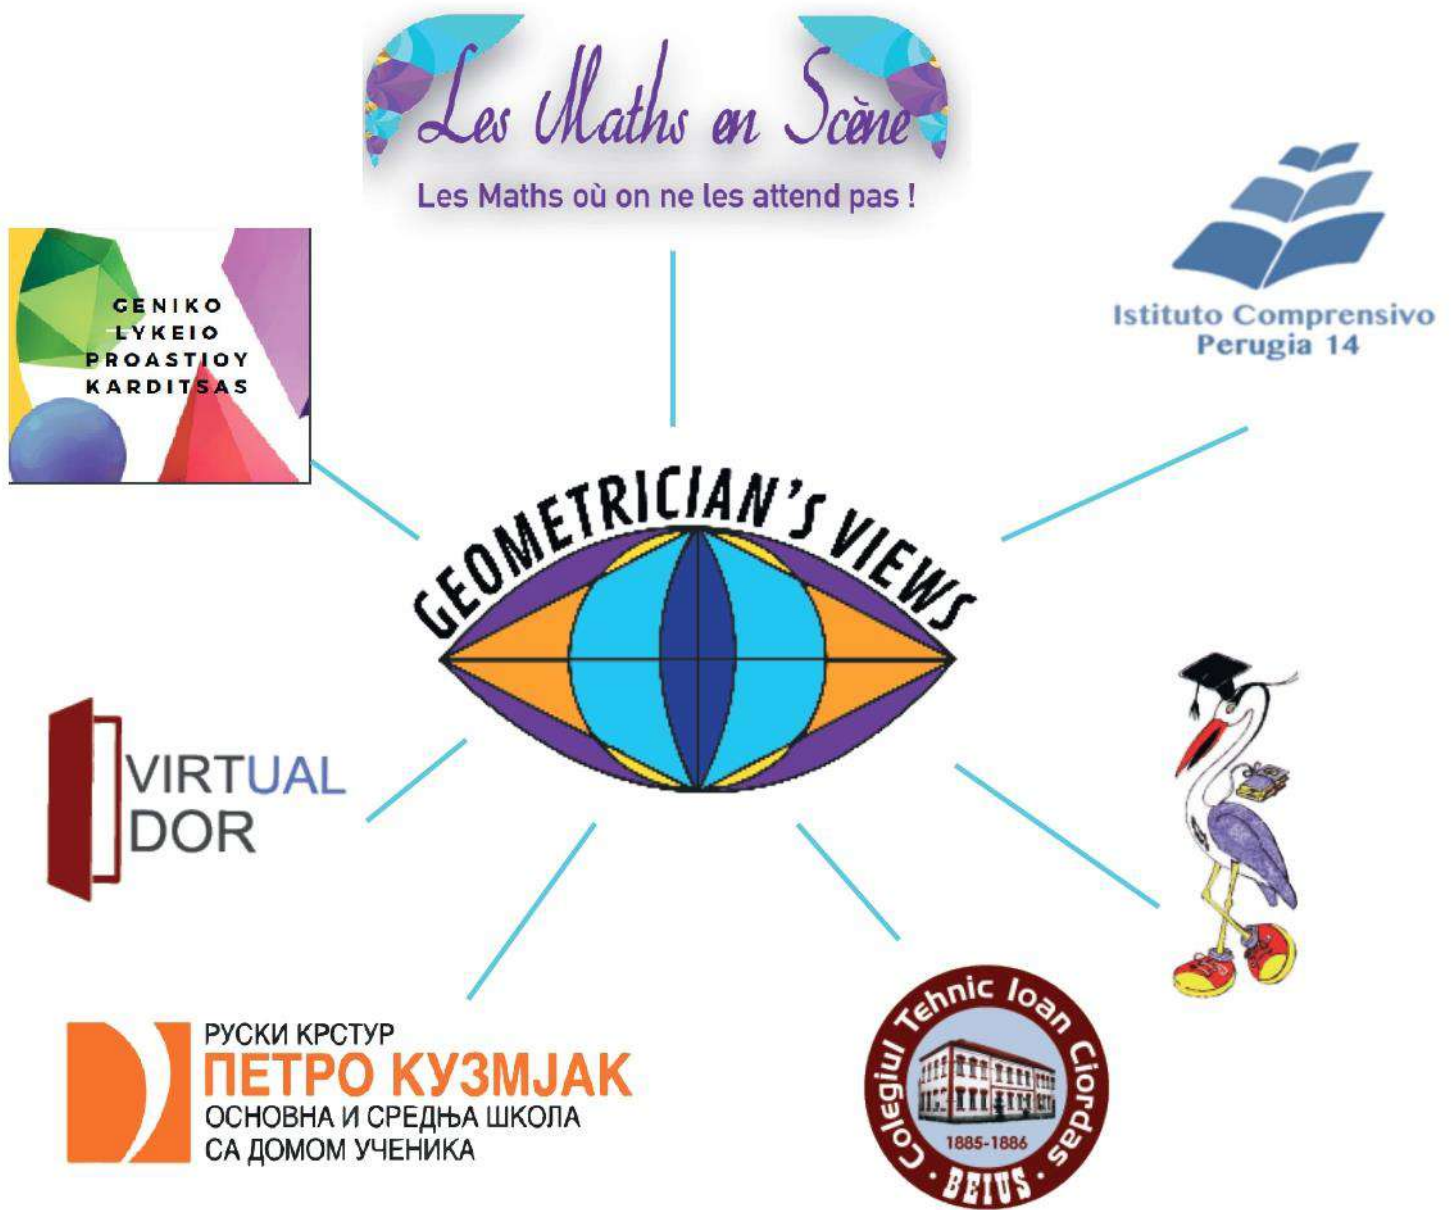 Les Maths en Scène
Les Maths où on ne les attend pas !
GENIKO
LYKEIO
PROASTIOY
KARDITSAS
Istituto Comprensivo
Perugia 14
GEOMETRICIAN'S VIEWS
VIRTUAL
DOR
РУСКИ КРСТУР
ПЕТРО КУЗМЈАК
ОСНОВНА И СРЕДЊА ШКОЛА
СА ДОМОМ УЧЕНИКА
Colegiul Tehnic Ioan Ciordas
1885-1886
BEIUS